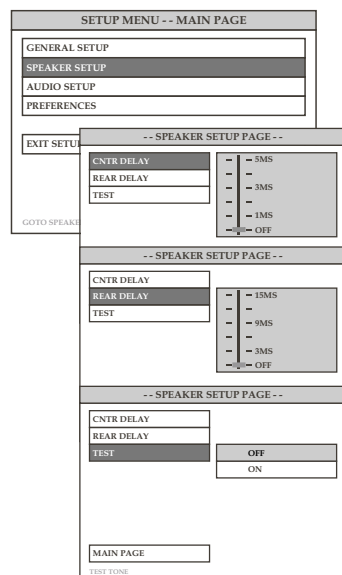 SETUP MENU - - MAIN PAGE
GENERAL SETUP
SPEAKER SETUP
AUDIO SETUP
PREFERENCES
EXIT SETU
GOTO SPEAKE
- - SPEAKER SETUP PAGE - -
CNTR DELAY
REAR DELAY
TEST
5MS
3MS
1MS
OFF
- - SPEAKER SETUP PAGE - -
CNTR DELAY
REAR DELAY
TEST
15MS
9MS
3MS
OFF
- - SPEAKER SETUP PAGE - -
CNTR DELAY
REAR DELAY
TEST
OFF
ON
MAIN PAGE
TEST TONE